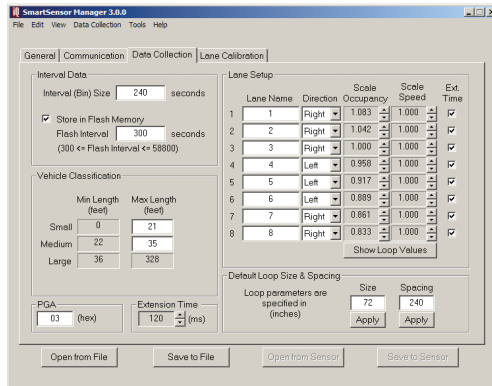 SmartSensor Manager 3.0.0
File Edit View Data Collection Tools Help
General Communication Data Collection Lane Calibration
Interval Data
Interval (Bin) Size 240 seconds
Store in Flash Memory
Flash Interval 300 seconds
(300 <= Flash Interval <= 58800)
Vehicle Classification
Min Length (feet) Max Length (feet)
Small 0 21
Medium 22 35
Large 36 328
PGA
03 (hex)
Extension Time
120 (ms)
Lane Setup
Lane Name Direction Scale Occupancy Scale Speed Ext. Time
1 1 Right 1.083 1.000
2 2 Right 1.042 1.000
3 3 Right 1.000 1.000
4 4 Left 0.958 1.000
5 5 Left 0.917 1.000
6 6 Left 0.889 1.000
7 7 Right 0.861 1.000
8 8 Right 0.833 1.000
Show Loop Values
Default Loop Size & Spacing
Loop parameters are specified in (inches)
Size Spacing
72 240
Apply Apply
Open from File Save to File Open from Sensor Save to Sensor